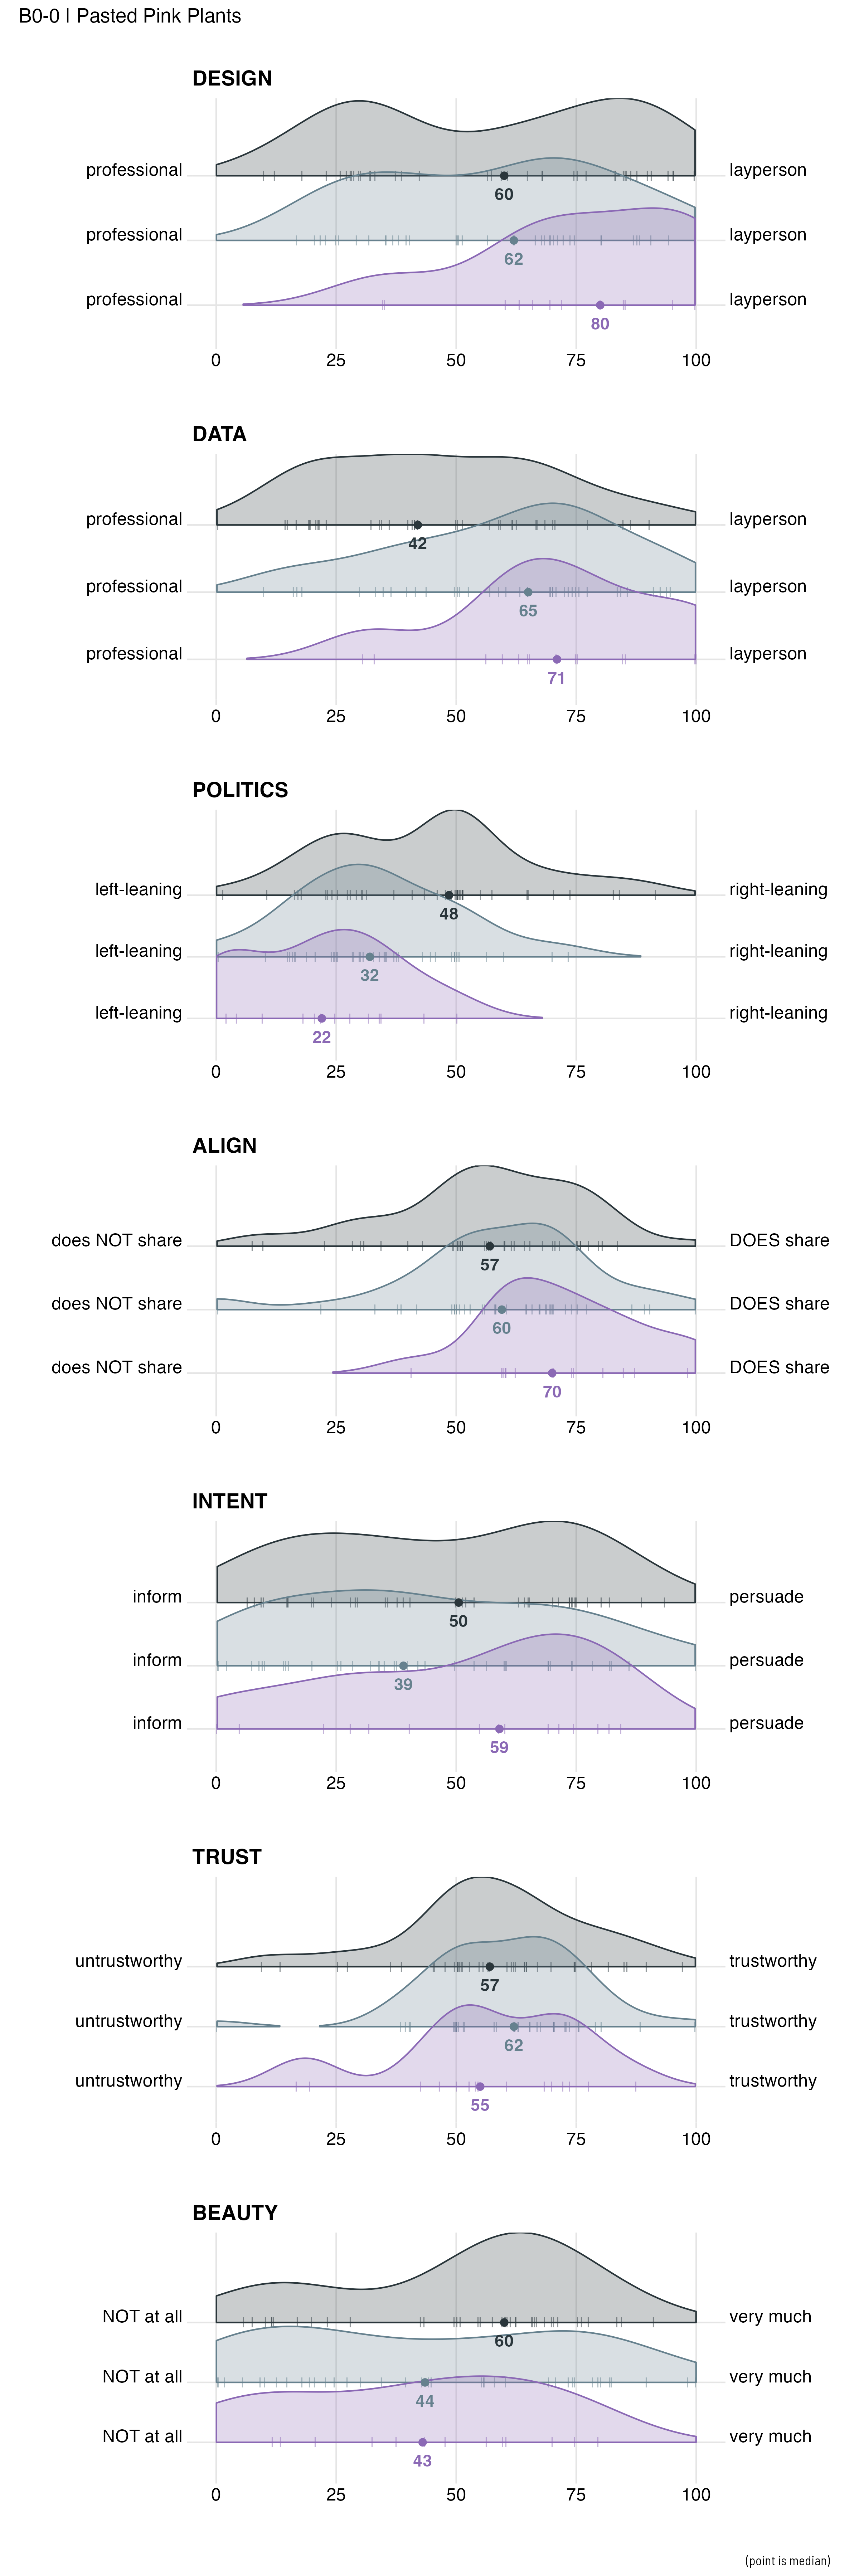 B0-0 | Pasted Pink Plants
DESIGN
professional layperson
60
professional layperson
62
professional layperson
80
0 25 50 75 100
DATA
professional layperson
42
professional layperson
65
professional layperson
71
0 25 50 75 100
POLITICS
left-leaning right-leaning
48
left-leaning right-leaning
32
left-leaning right-leaning
22
0 25 50 75 100
ALIGN
does NOT share DOES share
57
does NOT share DOES share
60
does NOT share DOES share
70
0 25 50 75 100
INTENT
inform persuade
50
inform persuade
39
inform persuade
59
0 25 50 75 100
TRUST
untrustworthy trustworthy
57
untrustworthy trustworthy
62
untrustworthy trustworthy
55
0 25 50 75 100
BEAUTY
NOT at all very much
60
NOT at all very much
44
NOT at all very much
43
0 25 50 75 100
(point is median)